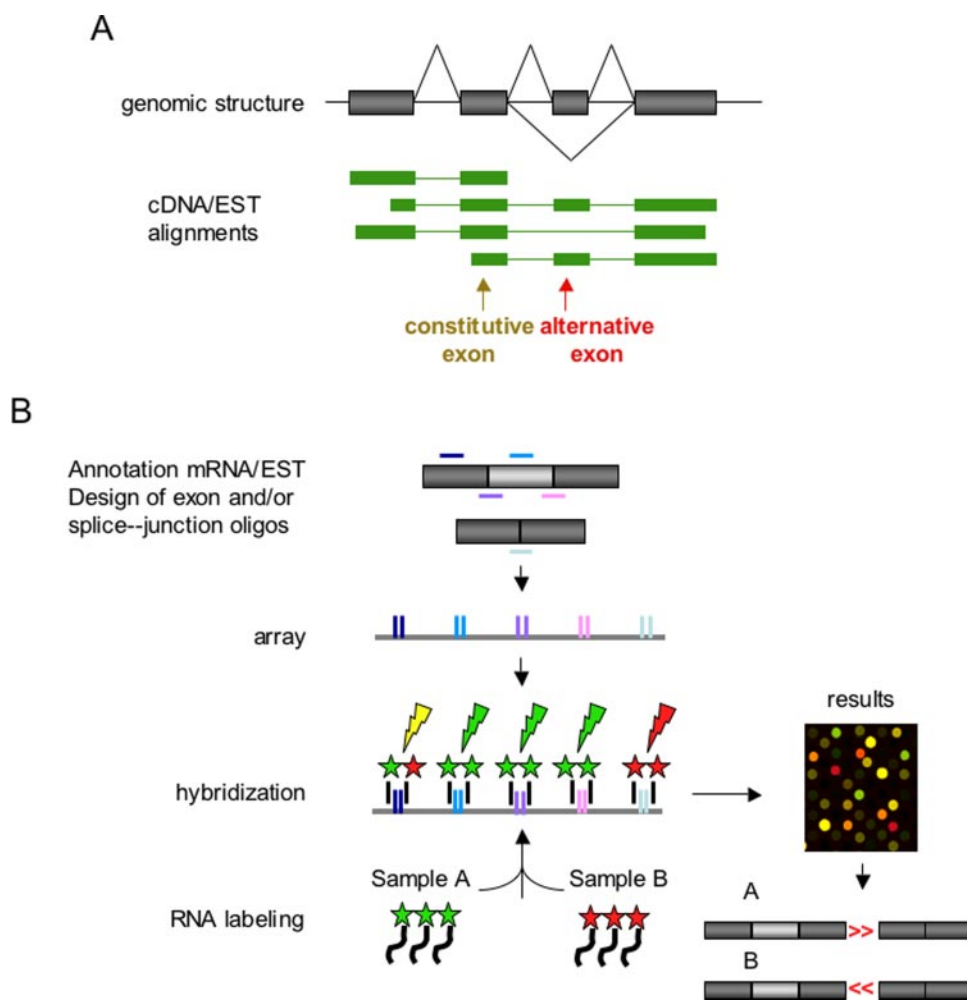 A
genomic structure
cDNA/EST
alignments
constitutive alternative
exon exon
B
Annotation mRNA/EST
Design of exon and/or
splice--junction oligos
array
results
hybridization
Sample A Sample B
RNA labeling
A
>>
B
<<